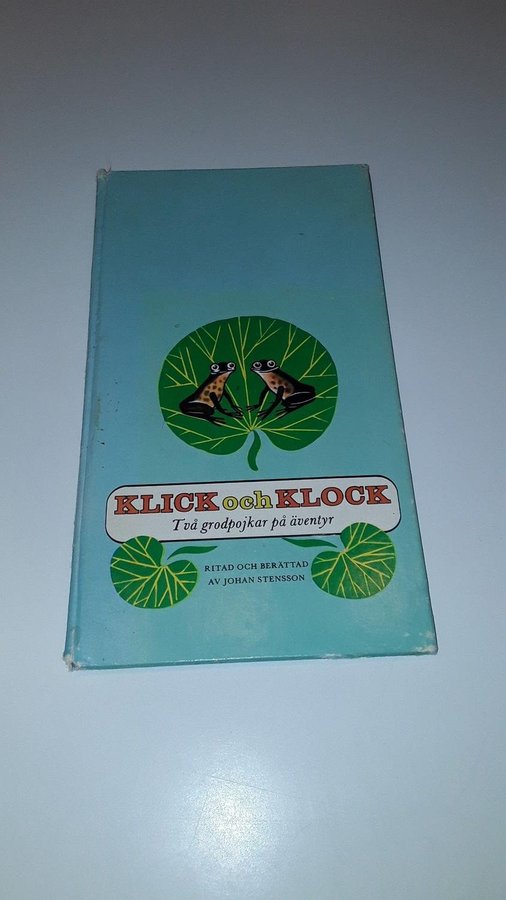 KLICK och KLOCK
Två grodpojkar på äventyr
RITAD OCH BERÄTTAD
AV JOHAN STENSSON